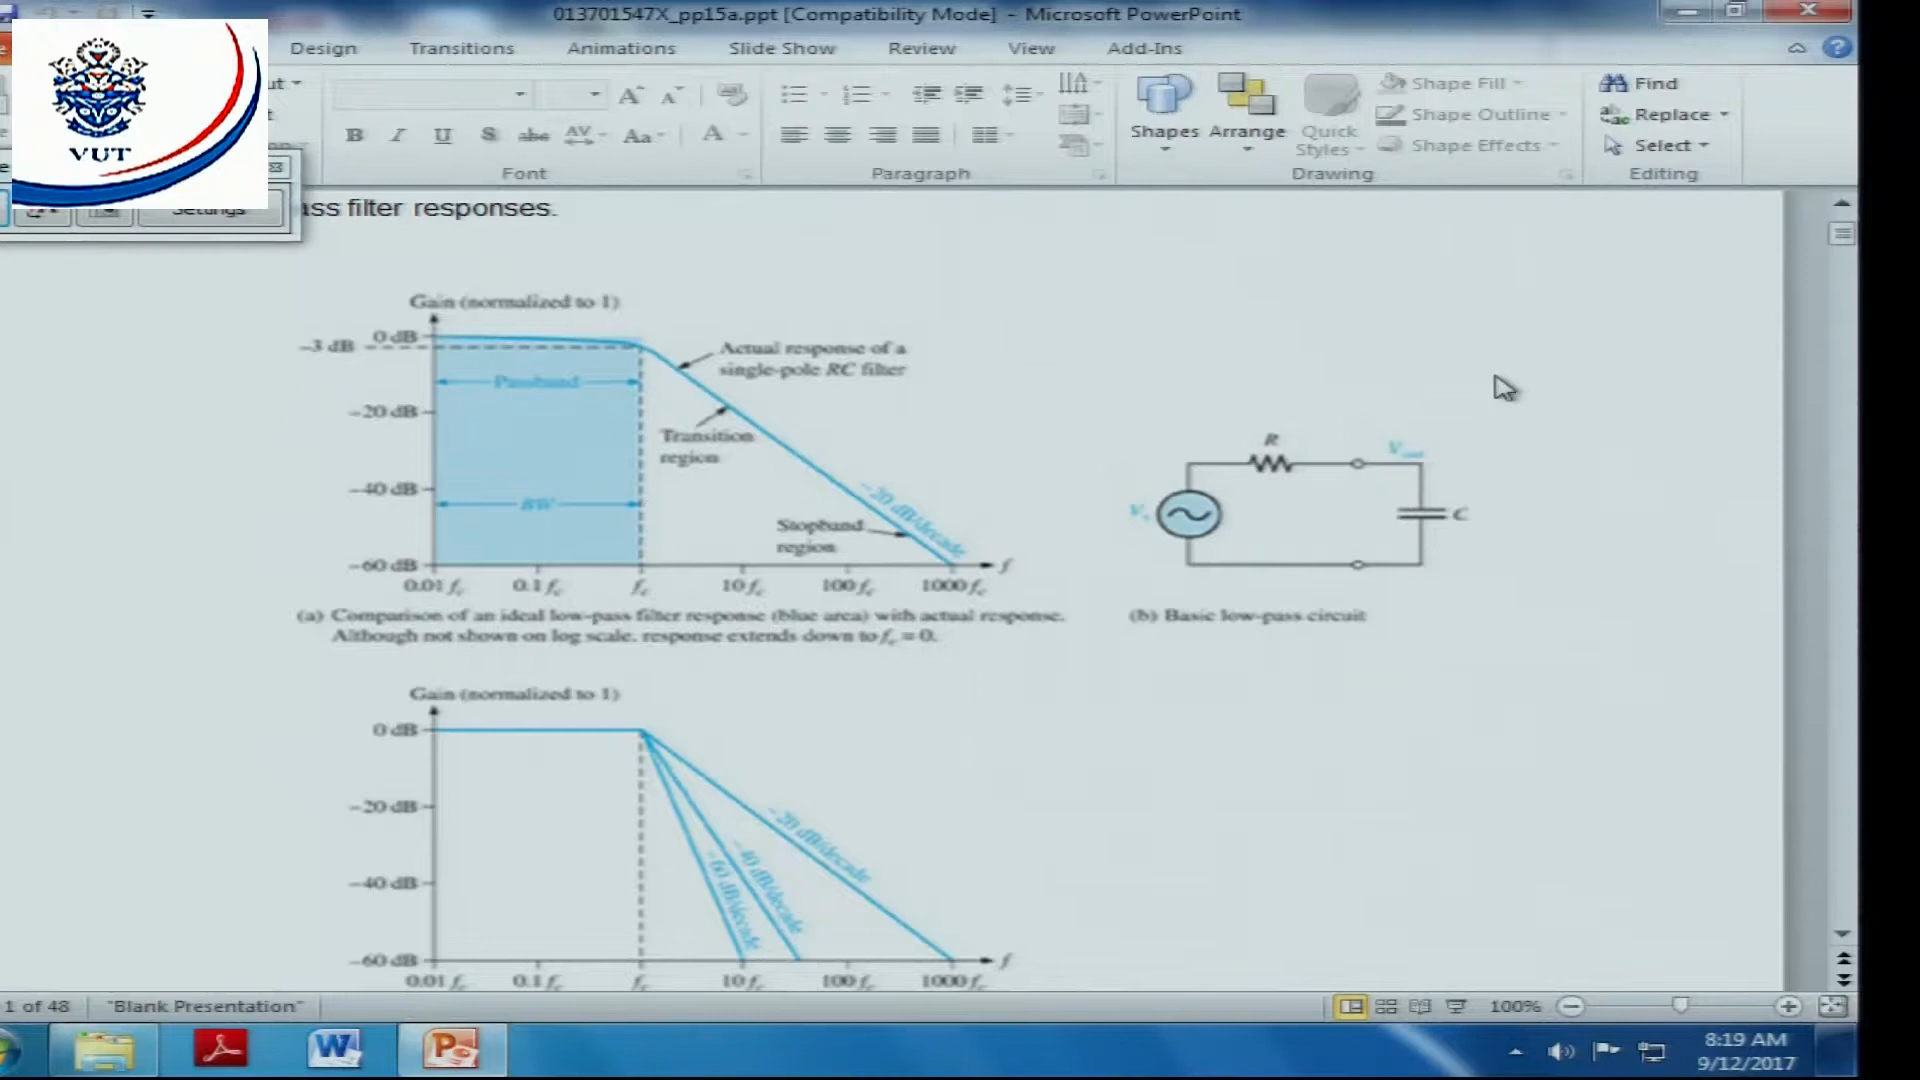 013701547X_pp15a.ppt [Compatibility Mode] - Microsoft PowerPoint
Design Transitions Animations Slide Show Review View Add-Ins
VUT
Shape Fill
Shape Outline
Shape Effects
Find
Replace
Select
B I U S abc AV Aa A
Shapes Arrange Quick Styles
Font Paragraph Drawing Editing
Settings
ass filter responses.
Gain (normalized to 1)
0 dB
-3 dB
Actual response of a
single-pole RC filter
Passband
-20 dB
Transition
region
-40 dB
BW
-20 dB/decade
Stopband
region
-60 dB
f
0.01 fc 0.1 fc fc 10 fc 100 fc 1000 fc
(a) Comparison of an ideal low-pass filter response (blue area) with actual response.
Although not shown on log scale, response extends down to fc = 0.
R
Vout
Vs
C
(b) Basic low-pass circuit
Gain (normalized to 1)
0 dB
-20 dB
-20 dB/decade
-40 dB/decade
-60 dB/decade
-40 dB
-60 dB
f
0.01 fc 0.1 fc fc 10 fc 100 fc 1000 fc
1 of 48 "Blank Presentation" 100%
8:19 AM
9/12/2017